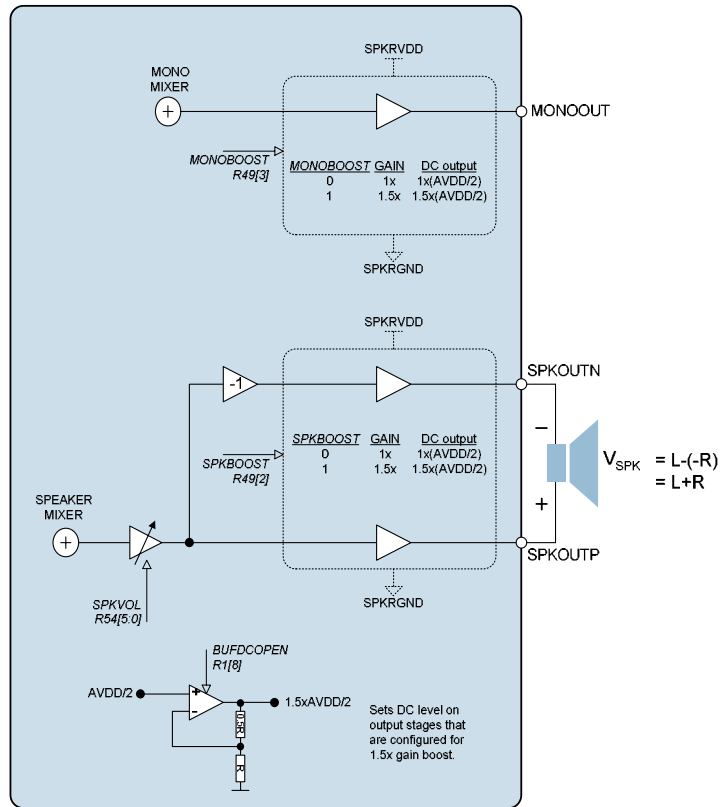 SPKRVDD
MONO
MIXER
+
MONOOUT
MONOBOOST
R49[3]
MONOBOOST GAIN DC output
0 1x 1x(AVDD/2)
1 1.5x 1.5x(AVDD/2)
SPKRGND
SPKRVDD
SPKOUTN
-1
−
SPKBOOST GAIN DC output
0 1x 1x(AVDD/2)
1 1.5x 1.5x(AVDD/2)
SPKBOOST
R49[2]
VSPK = L-(-R)
= L+R
+
SPEAKER
MIXER
+
SPKOUTP
SPKVOL
R54[5:0]
SPKRGND
BUFDCOPEN
R1[8]
AVDD/2
+
-
1.5xAVDD/2
0.5R
R
Sets DC level on
output stages that
are configured for
1.5x gain boost.